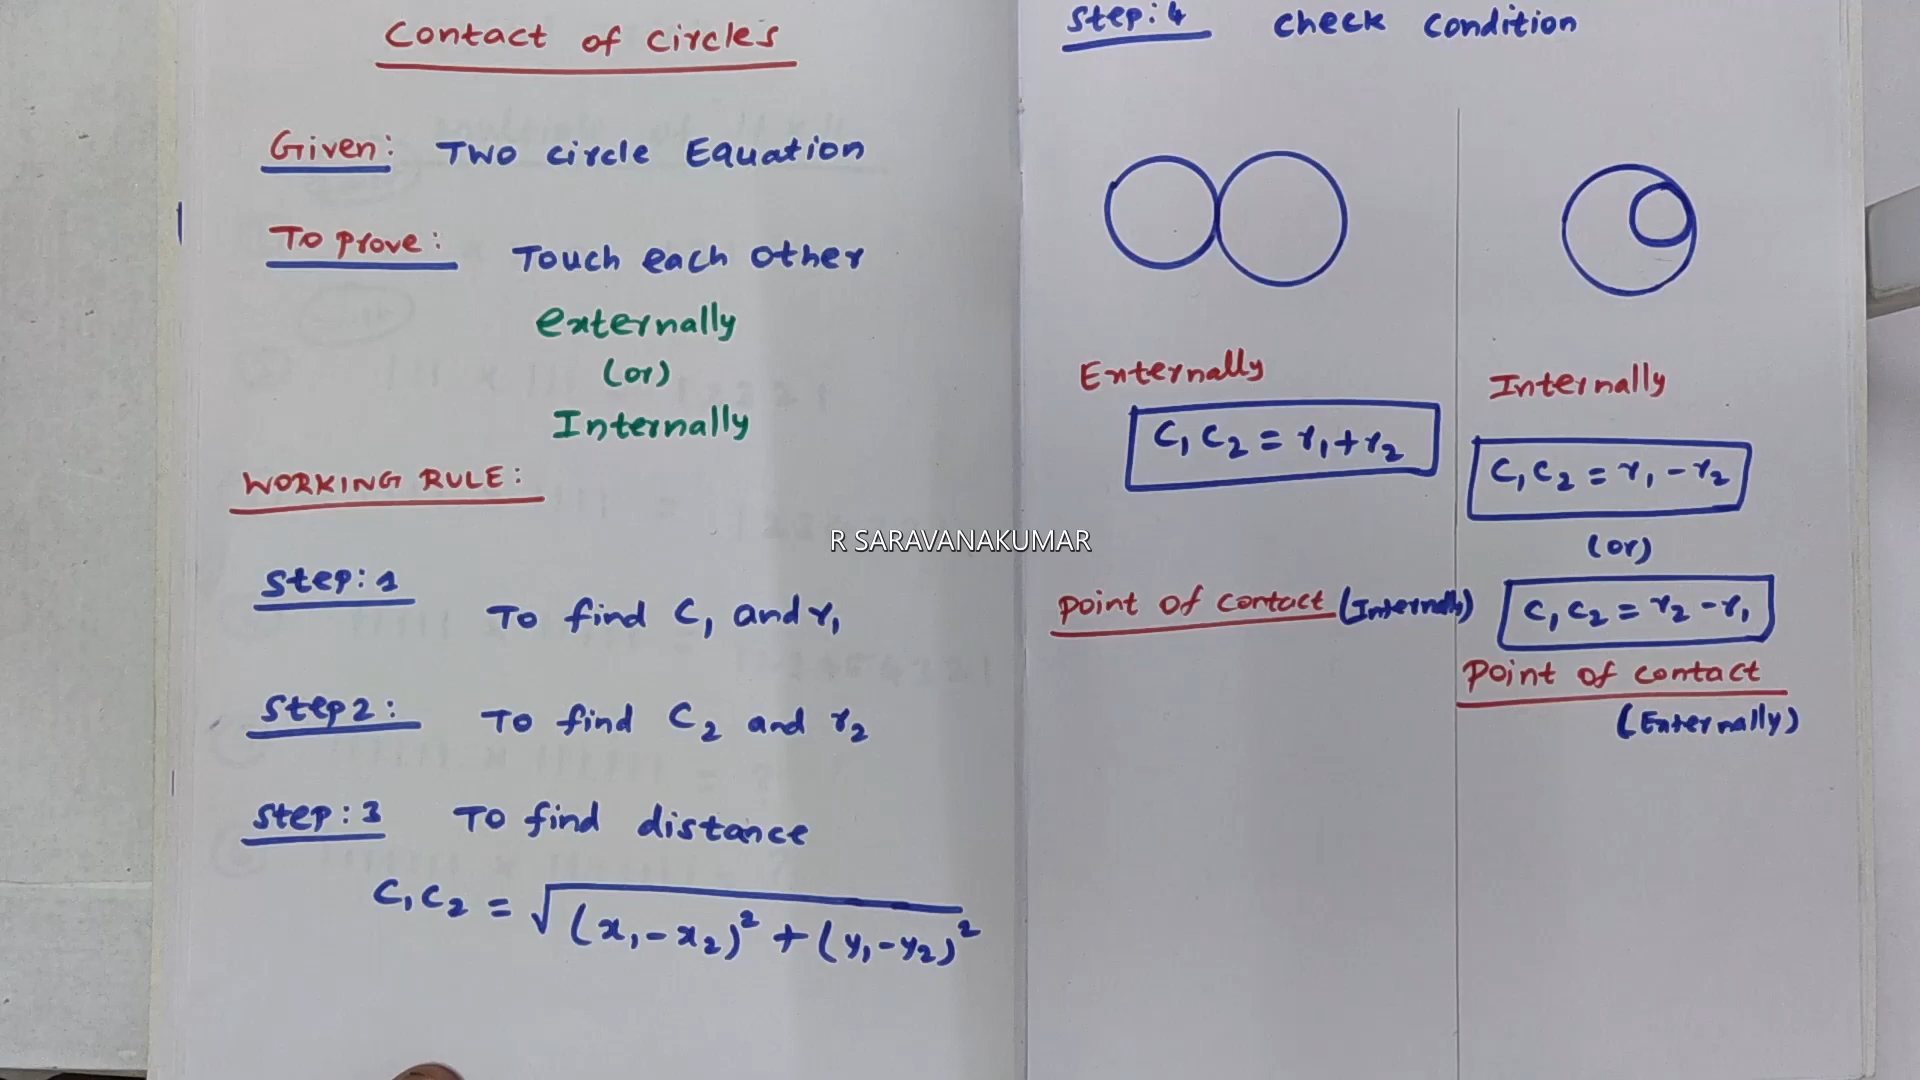 Contact of circles
Given: Two circle Equation
To prove: Touch each other
externally
(or)
Internally
WORKING RULE:
Step:1
To find C₁ and r₁
Step2: To find C₂ and r₂
Step:3 To find distance
C₁C₂ = √(x₁-x₂)² + (y₁-y₂)²
Step:4 check condition
Externally
C₁C₂ = r₁+r₂
point of contact (Internally)
Internally
C₁C₂ = r₁-r₂
(or)
C₁C₂ = r₂-r₁
point of contact
(Externally)
R SARAVANAKUMAR